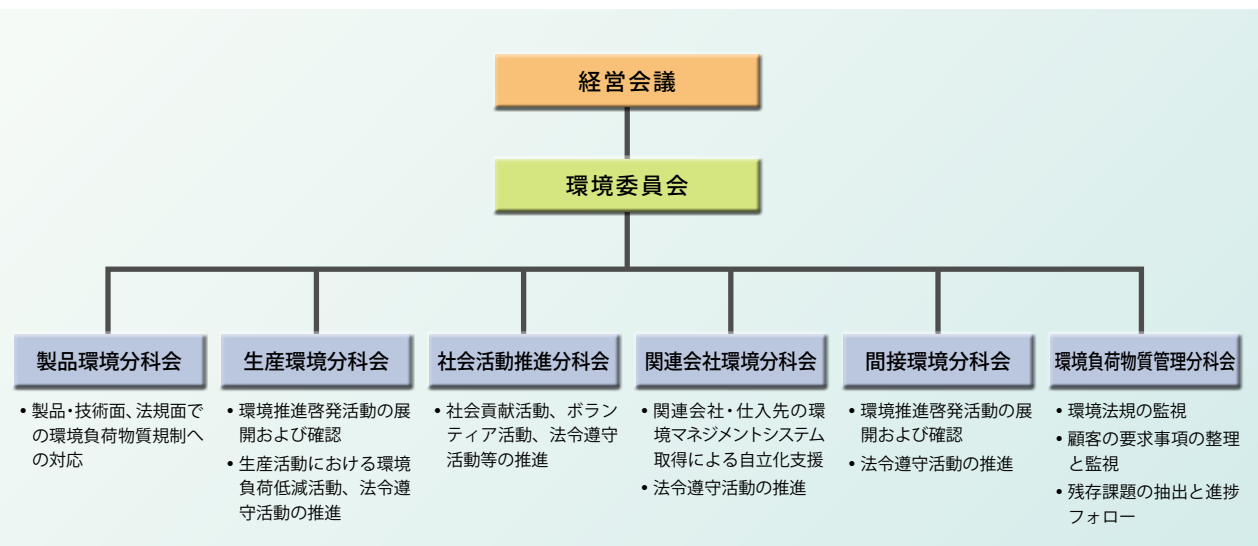 経営会議
環境委員会
製品環境分科会
• 製品・技術面、法規面で
の環境負荷物質規制へ
の対応
生産環境分科会
• 環境推進啓発活動の展
開および確認
• 生産活動における環境
負荷低減活動、法令遵
守活動の推進
社会活動推進分科会
• 社会貢献活動、ボラン
ティア活動、法令遵守
活動等の推進
関連会社環境分科会
• 関連会社・仕入先の環
境マネジメントシステム
取得による自立化支援
• 法令遵守活動の推進
間接環境分科会
• 環境推進啓発活動の展
開および確認
• 法令遵守活動の推進
環境負荷物質管理分科会
• 環境法規の監視
• 顧客の要求事項の整理
と監視
• 残存課題の抽出と進捗
フォロー